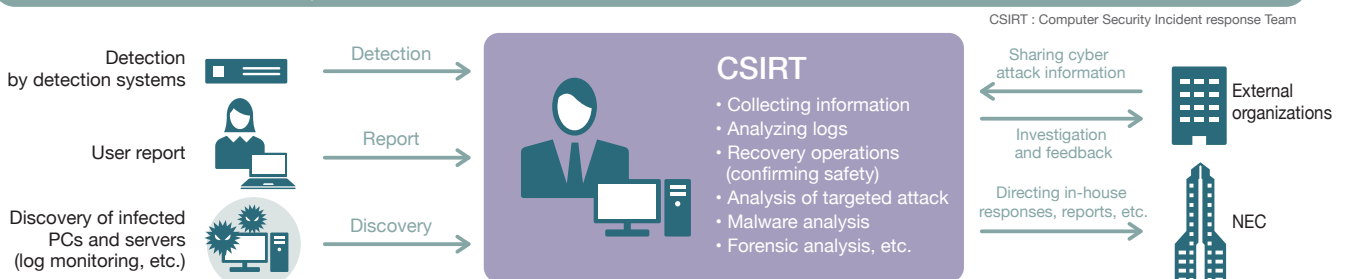 CSIRT : Computer Security Incident response Team
Detection
by detection systems
Detection
User report
Report
Discovery of infected
PCs and servers
(log monitoring, etc.)
Discovery
CSIRT
• Collecting information
• Analyzing logs
• Recovery operations
(confirming safety)
• Analysis of targeted attack
• Malware analysis
• Forensic analysis, etc.
Sharing cyber
attack information
Investigation
and feedback
External
organizations
Directing in-house
responses, reports, etc.
NEC